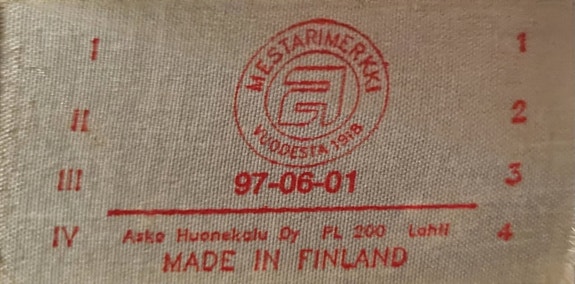 MESTARIMERKKI
VUODESTA 1918
I 1
II 2
III 97-06-01 3
IV Asko Huonekalu Oy PL 200 Lahti 4
MADE IN FINLAND